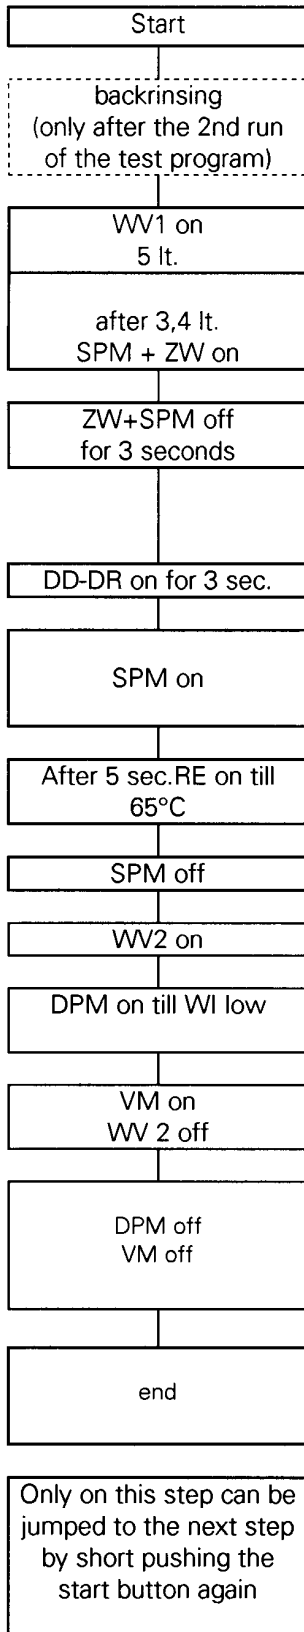 Start
backrinsing
(only after the 2nd run
of the test program)
WV1 on
5 lt.
after 3,4 lt.
SPM + ZW on
ZW+SPM off
for 3 seconds
DD-DR on for 3 sec.
SPM on
After 5 sec.RE on till
65°C
SPM off
WV2 on
DPM on till WI low
VM on
WV 2 off
DPM off
VM off
end
Only on this step can be
jumped to the next step
by short pushing the
start button again